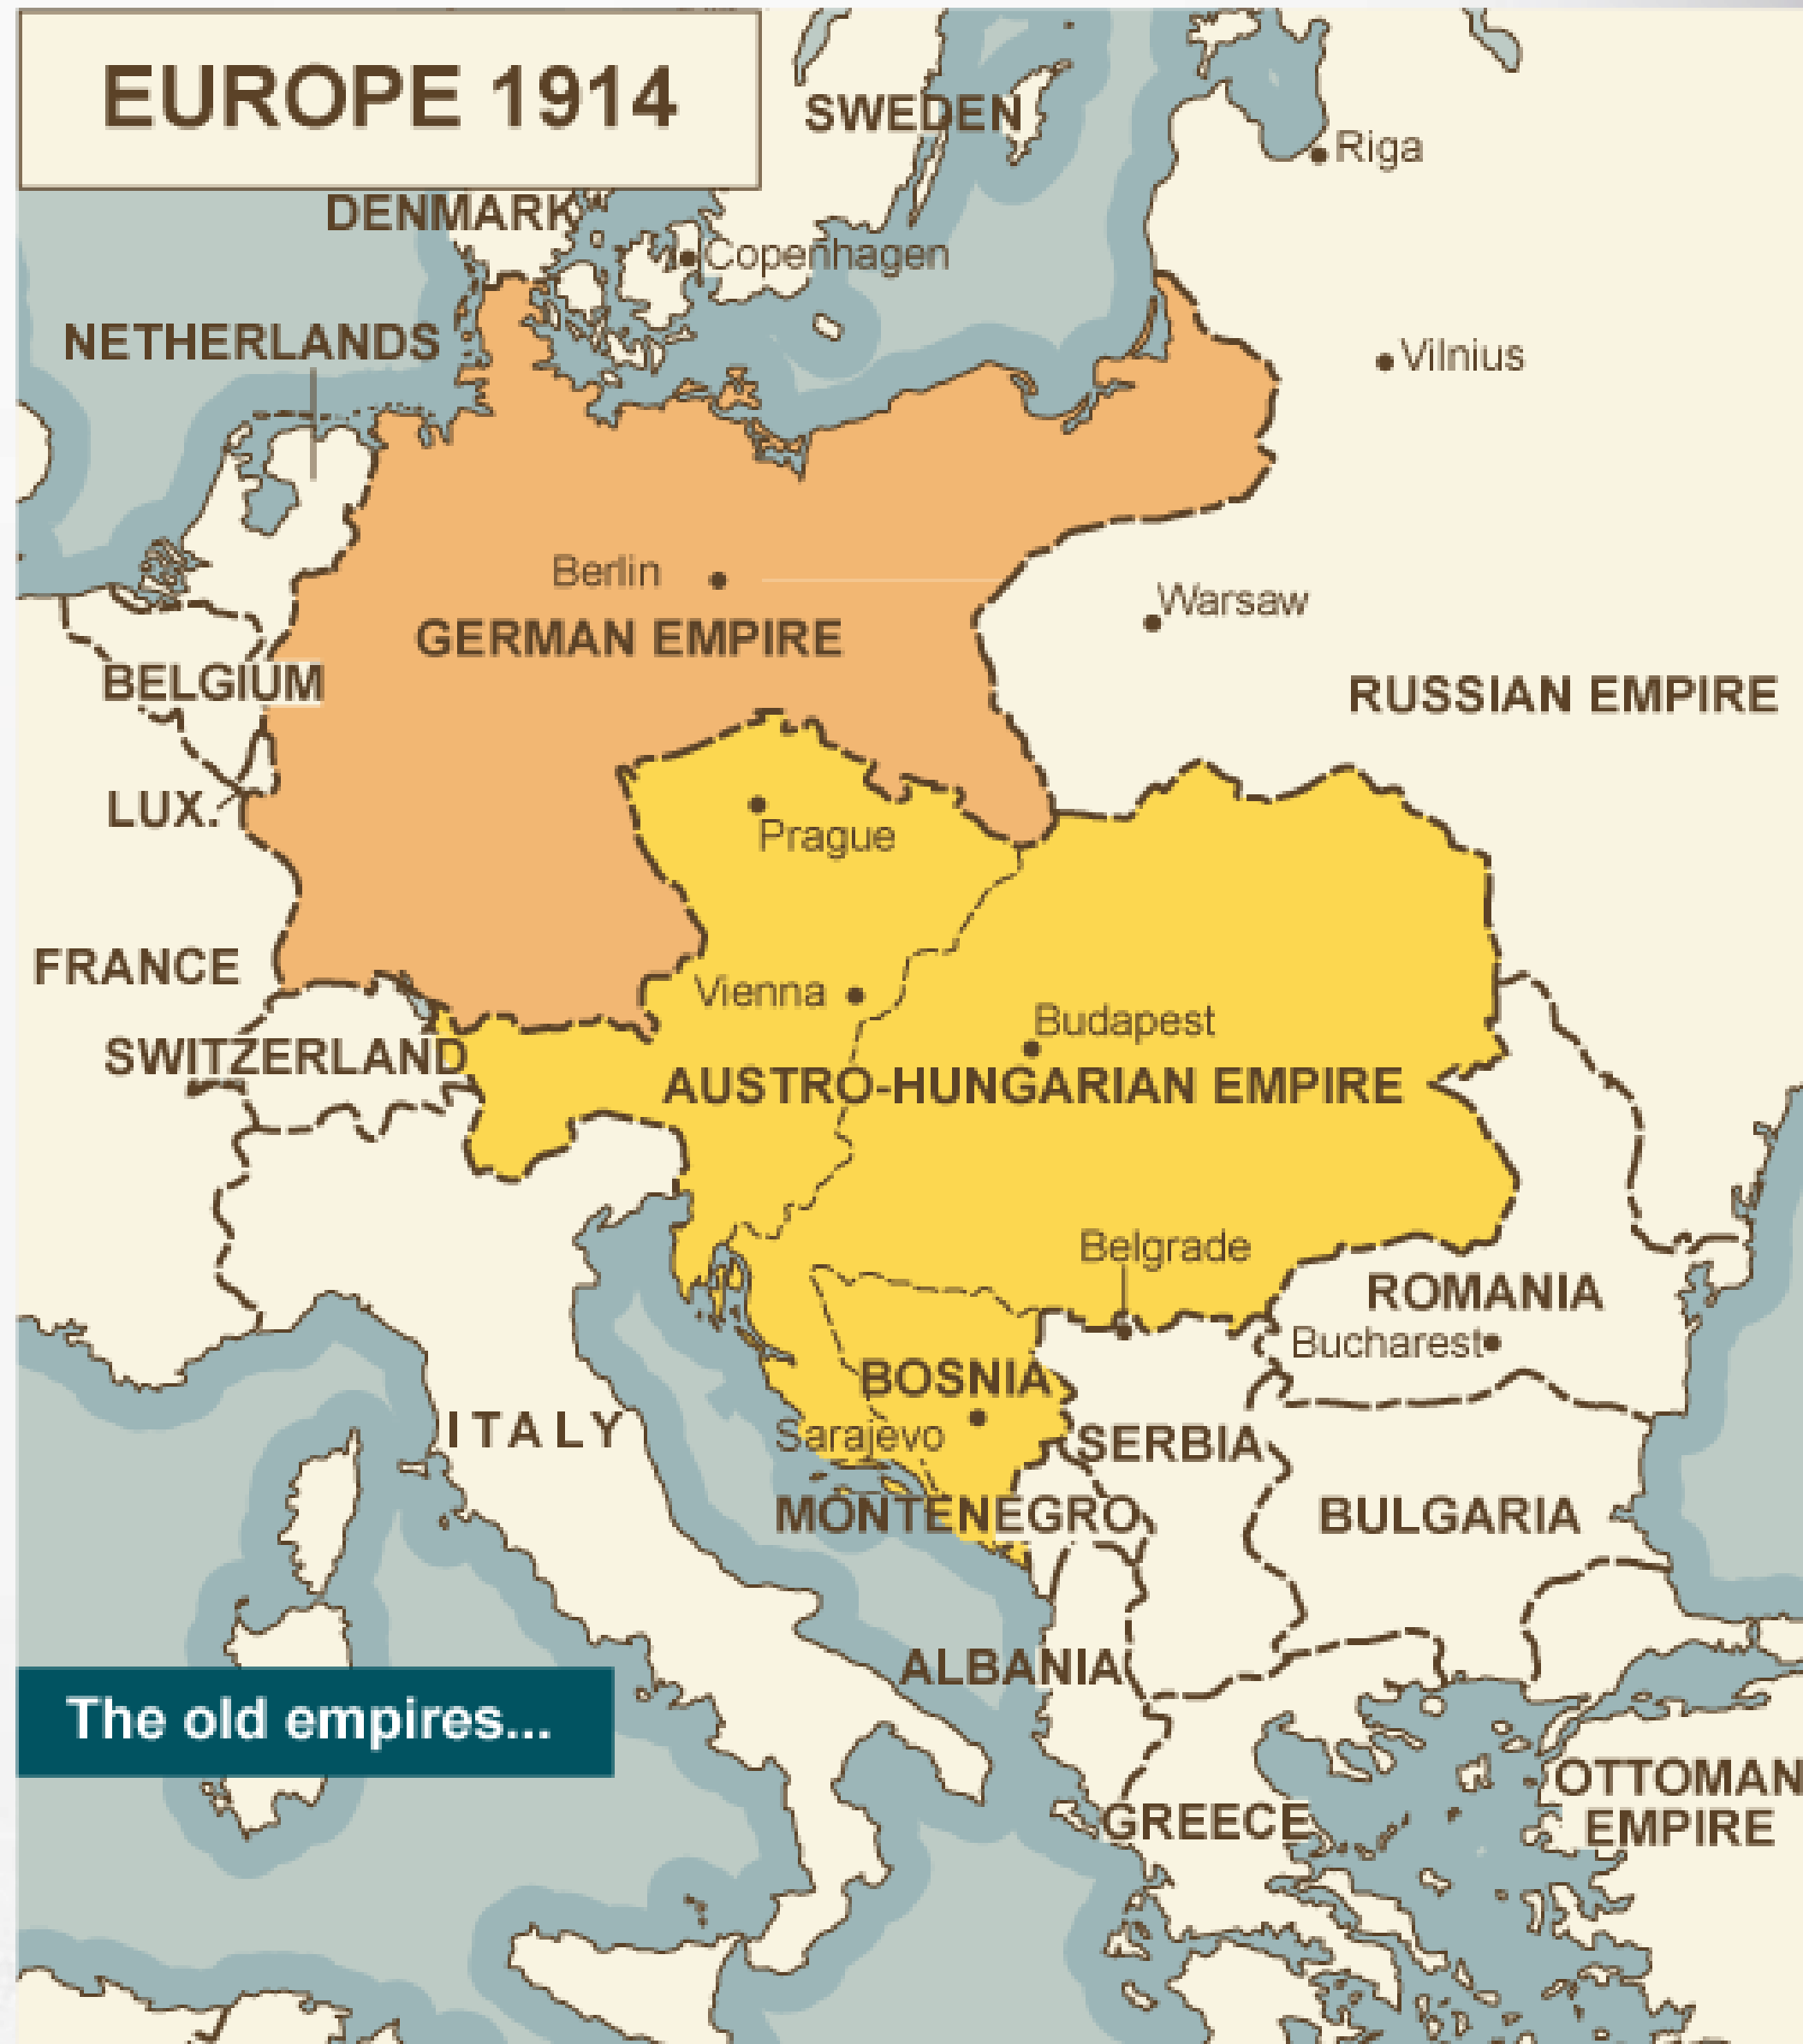 EUROPE 1914
SWEDEN
Riga
DENMARK
Copenhagen
NETHERLANDS
Vilnius
Berlin
Warsaw
GERMAN EMPIRE
BELGIUM
RUSSIAN EMPIRE
LUX.
Prague
FRANCE
Vienna
Budapest
SWITZERLAND
AUSTRO-HUNGARIAN EMPIRE
Belgrade
ROMANIA
Bucharest
BOSNIA
ITALY
Sarajevo
SERBIA
MONTENEGRO
BULGARIA
ALBANIA
The old empires...
OTTOMAN
EMPIRE
GREECE